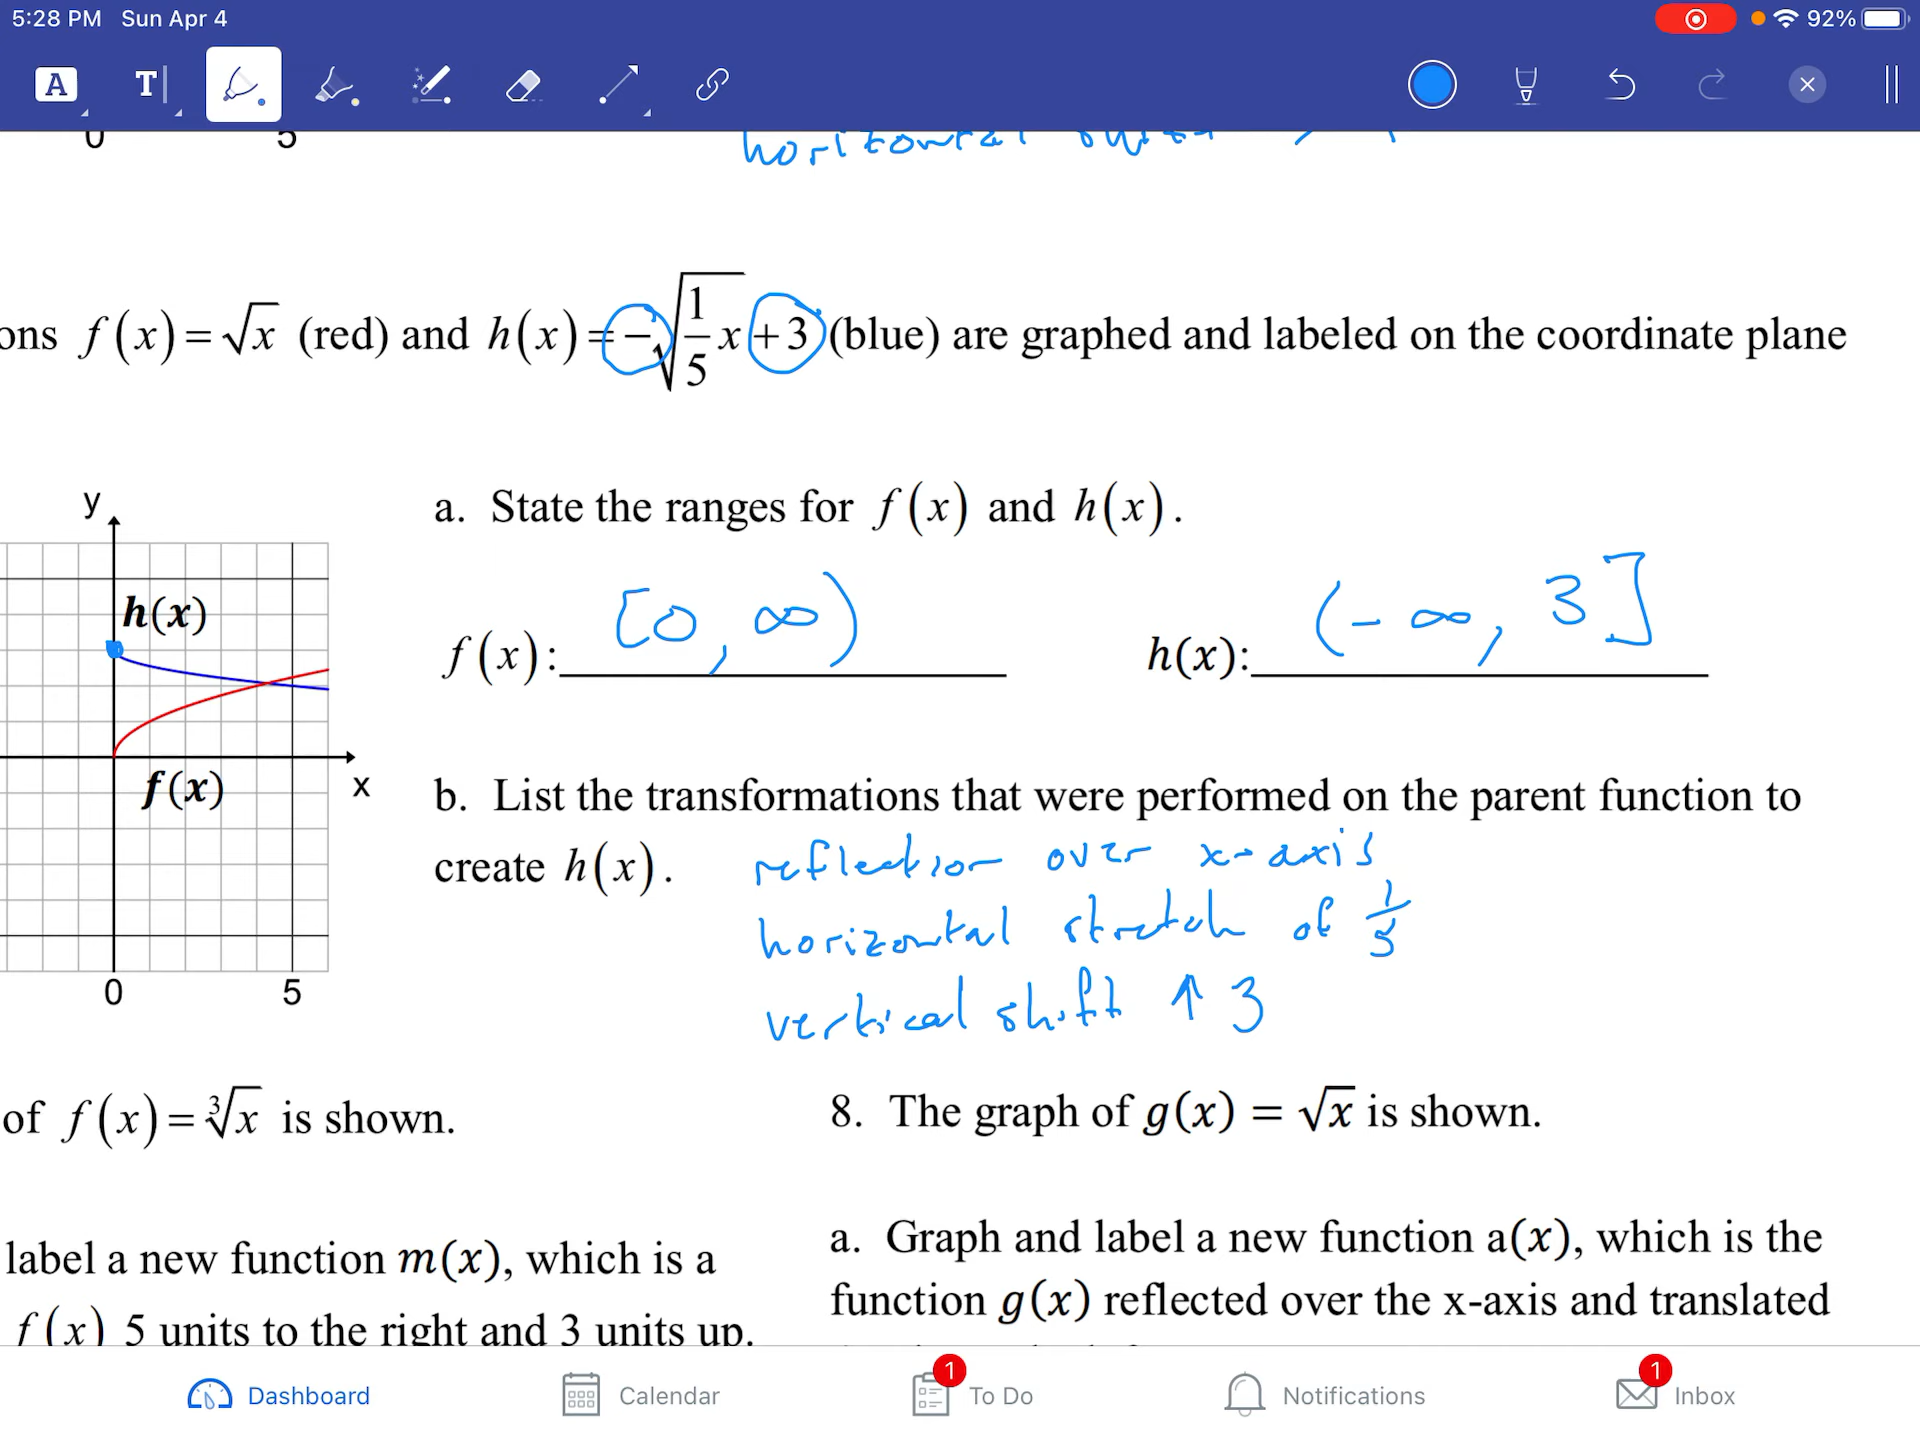 5:28 PM Sun Apr 4
92%
A T
0 5
horizontal
ons f(x)=√x (red) and h(x)=-√(1/5 x)+3 (blue) are graphed and labeled on the coordinate plane
y
a. State the ranges for f(x) and h(x).
h(x)
f(x): [0, ∞) h(x): (-∞, 3]
f(x)
x
b. List the transformations that were performed on the parent function to
create h(x). reflection over x-axis
horizontal stretch of 1/5
0 5
vertical shift ↑ 3
of f(x)=∛x is shown.
8. The graph of g(x) = √x is shown.
label a new function m(x), which is a
f(x) 5 units to the right and 3 units up.
a. Graph and label a new function a(x), which is the
function g(x) reflected over the x-axis and translated
Dashboard
Calendar
1
To Do
Notifications
1
Inbox